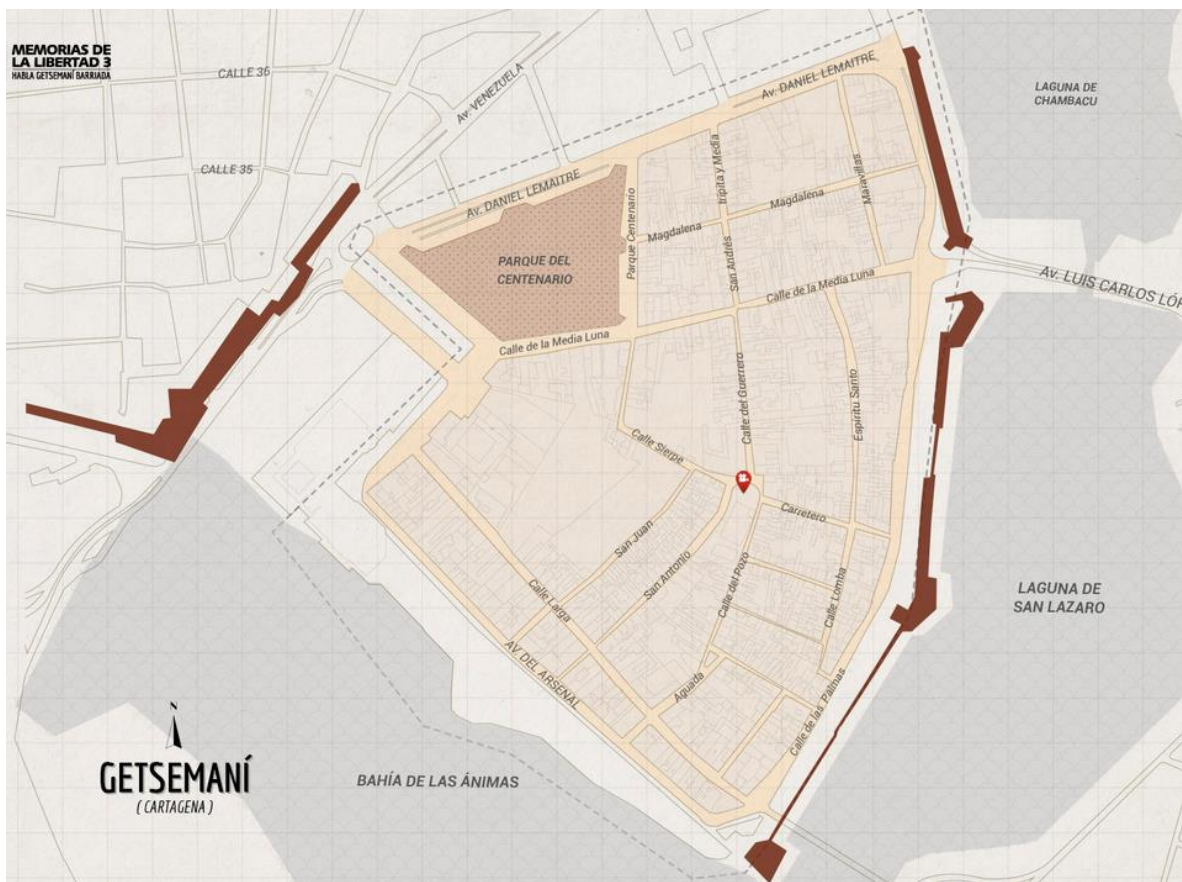 MEMORIAS DE
LA LIBERTAD 3
HABLA GETSEMANÍ BARRIADA
CALLE 36
Av. VENEZUELA
Av. DANIEL LEMAITRE
LAGUNA DE
CHAMBACU
CALLE 35
Av. DANIEL LEMAITRE
Parque Centenario
tripita y Media
Maravillas
Magdalena
Magdalena
PARQUE DEL
CENTENARIO
San Andrés
Calle de la Media Luna
Av. LUIS CARLOS LÓP
Calle de la Media Luna
Calle del Guerrero
Espíritu Santo
Calle Sierpe
Carretero
San Juan
San Antonio
Calle del Pozo
Calle Lomba
Calle Larga
LAGUNA DE
SAN LAZARO
AV. DEL ARSENAL
Aguada
Calle de las Palmas
N
GETSEMANÍ
( CARTAGENA )
BAHÍA DE LAS ÁNIMAS